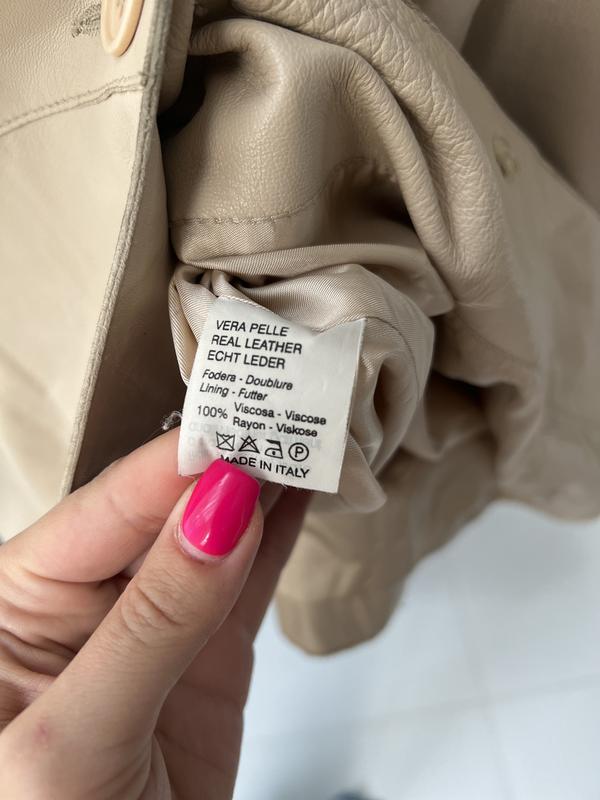 VERA PELLE
REAL LEATHER
ECHT LEDER
Fodera - Doublure
Lining - Futter
100% Viscosa - Viscose
Rayon - Viskose
P
MADE IN ITALY